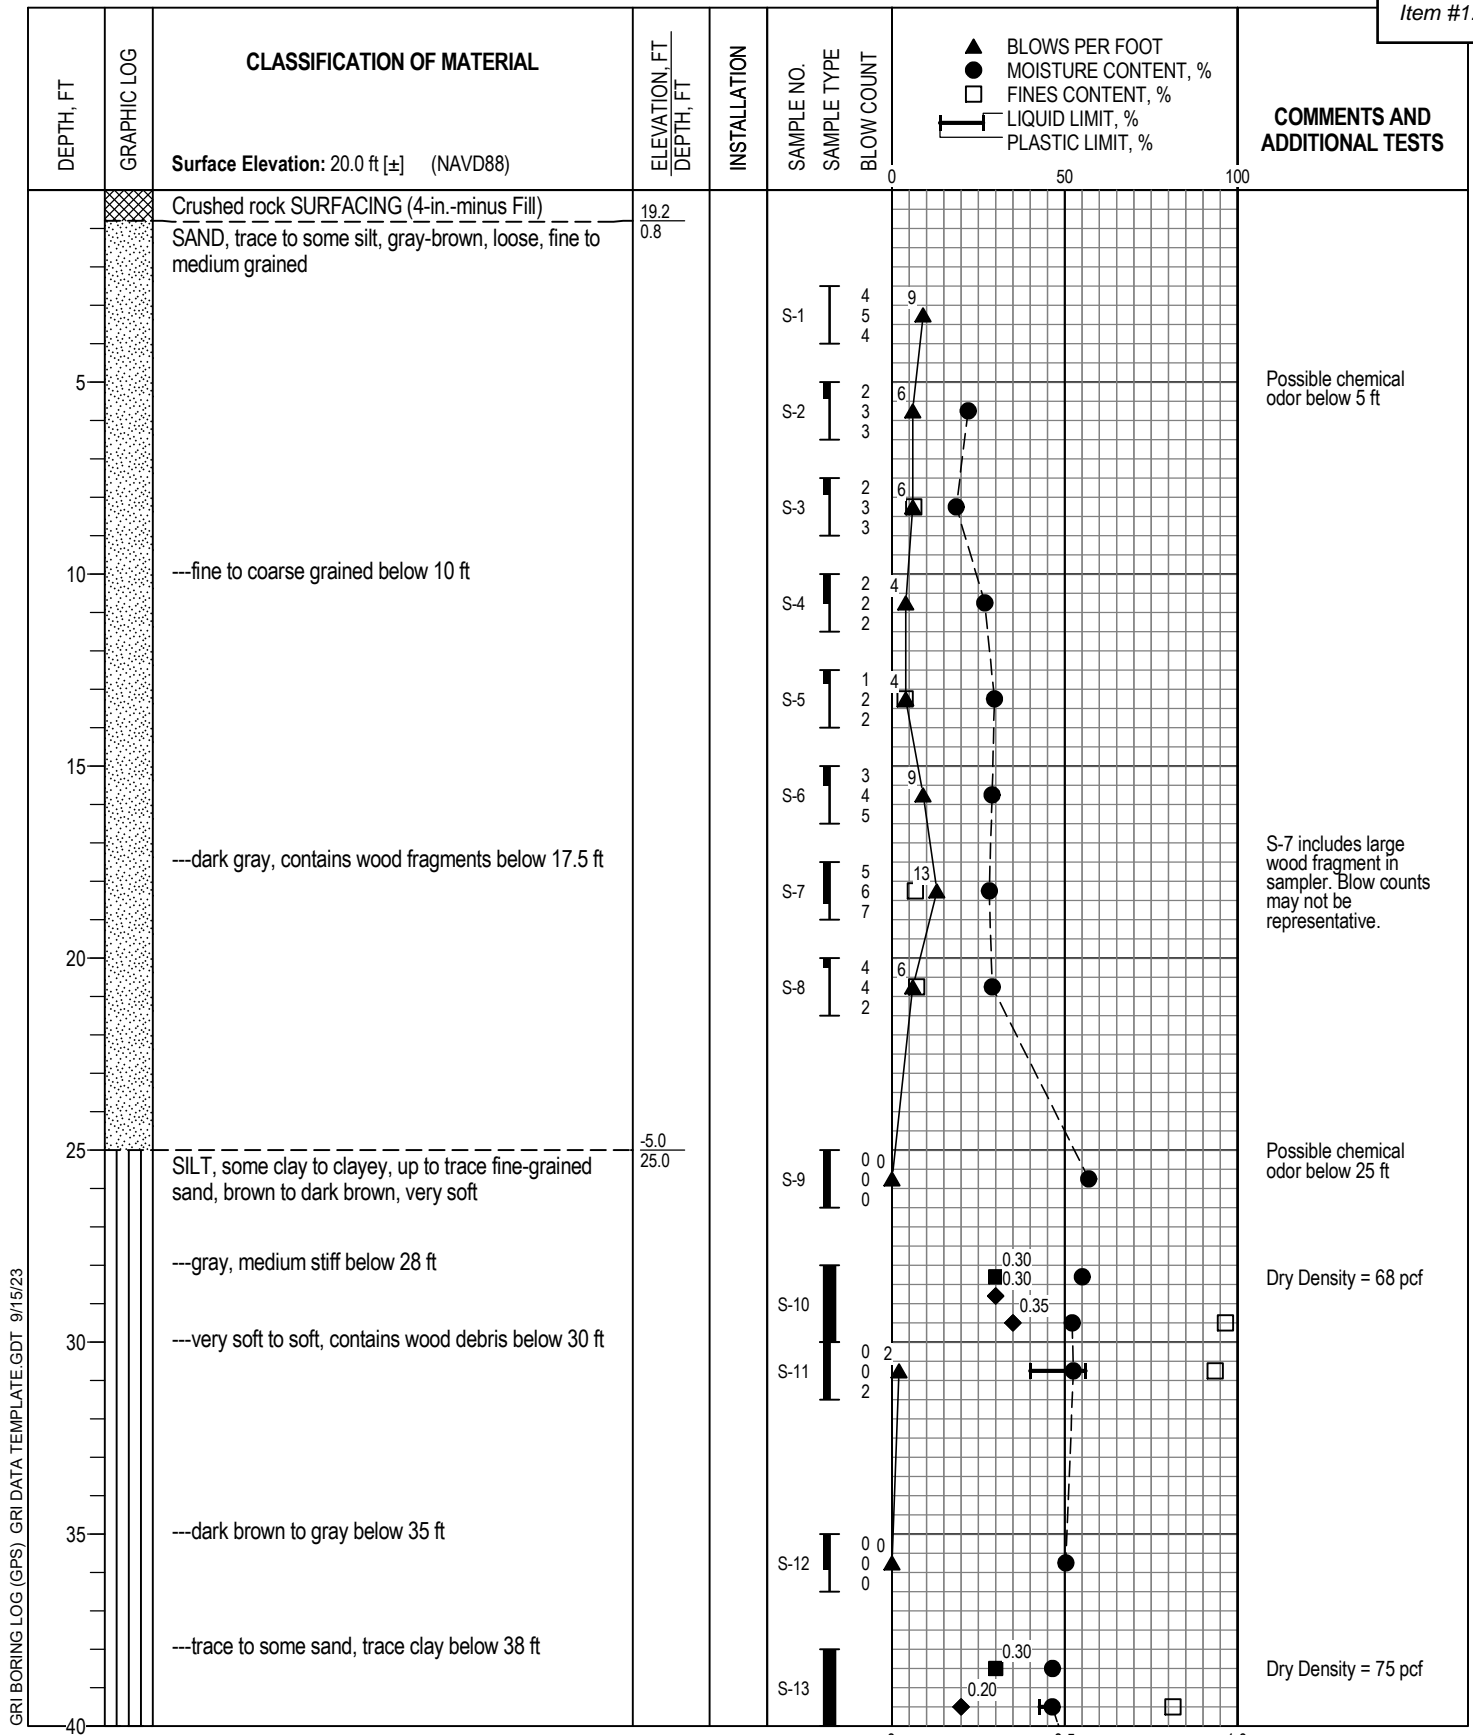 Item #1
DEPTH, FT
GRAPHIC LOG
CLASSIFICATION OF MATERIAL
Surface Elevation: 20.0 ft [±] (NAVD88)
ELEVATION, FT
DEPTH, FT
INSTALLATION
SAMPLE NO.
SAMPLE TYPE
BLOW COUNT
BLOWS PER FOOT
MOISTURE CONTENT, %
FINES CONTENT, %
LIQUID LIMIT, %
PLASTIC LIMIT, %
COMMENTS AND
ADDITIONAL TESTS
0 50 100
Crushed rock SURFACING (4-in.-minus Fill)
19.2
0.8
SAND, trace to some silt, gray-brown, loose, fine to
medium grained
S-1
4
5
4
9
5
S-2
2
3
3
6
Possible chemical
odor below 5 ft
S-3
2
3
3
6
10
---fine to coarse grained below 10 ft
S-4
2
2
2
4
S-5
1
2
2
4
15
S-6
3
4
5
9
---dark gray, contains wood fragments below 17.5 ft
S-7
5
6
7
13
S-7 includes large
wood fragment in
sampler. Blow counts
may not be
representative.
20
S-8
4
4
2
6
25
-5.0
25.0
SILT, some clay to clayey, up to trace fine-grained
sand, brown to dark brown, very soft
S-9
0
0
0
0
Possible chemical
odor below 25 ft
---gray, medium stiff below 28 ft
S-10
0.30
0.30
0.35
Dry Density = 68 pcf
30
---very soft to soft, contains wood debris below 30 ft
S-11
0
0
2
2
35
---dark brown to gray below 35 ft
S-12
0
0
0
0
---trace to some sand, trace clay below 38 ft
S-13
0.30
0.20
Dry Density = 75 pcf
40
GRI BORING LOG (GPS) GRI DATA TEMPLATE.GDT 9/15/23